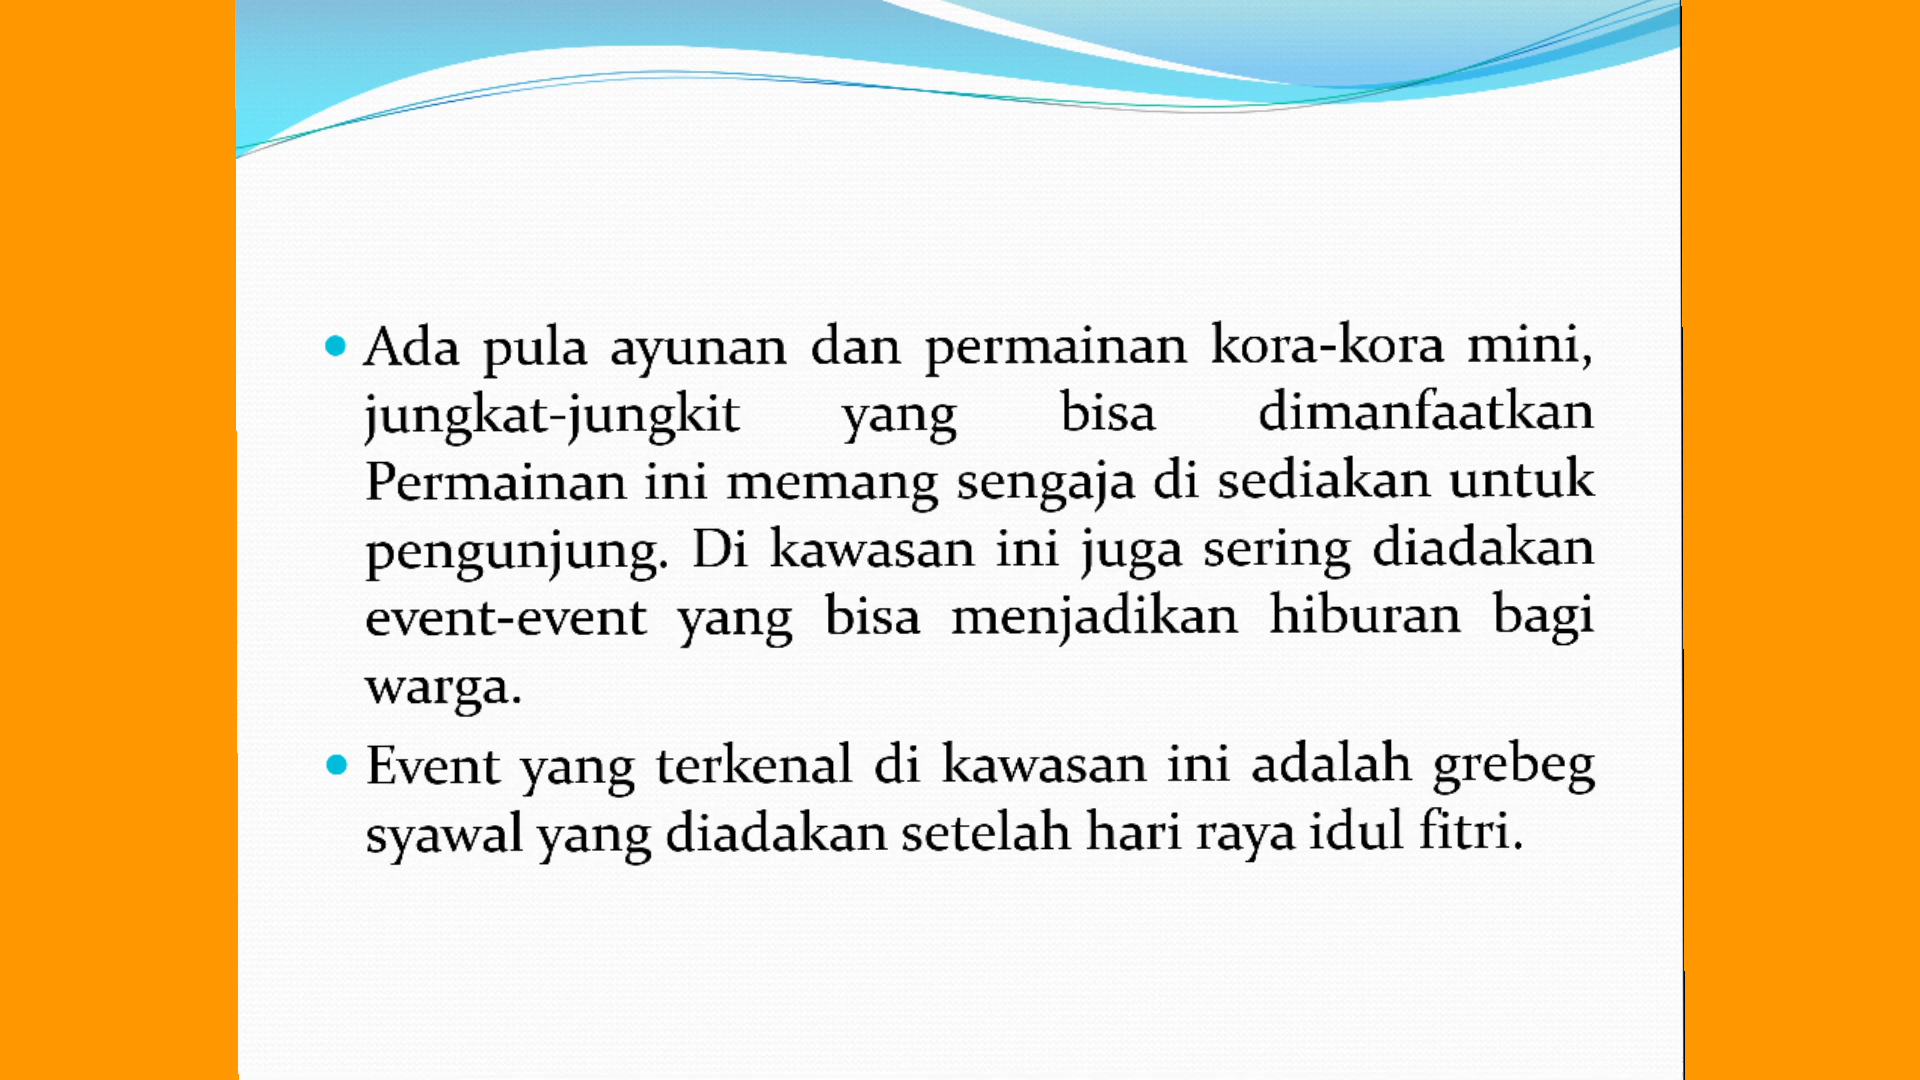 • Ada pula ayunan dan permainan kora-kora mini,
jungkat-jungkit yang bisa dimanfaatkan
Permainan ini memang sengaja di sediakan untuk
pengunjung. Di kawasan ini juga sering diadakan
event-event yang bisa menjadikan hiburan bagi
warga.
• Event yang terkenal di kawasan ini adalah grebeg
syawal yang diadakan setelah hari raya idul fitri.